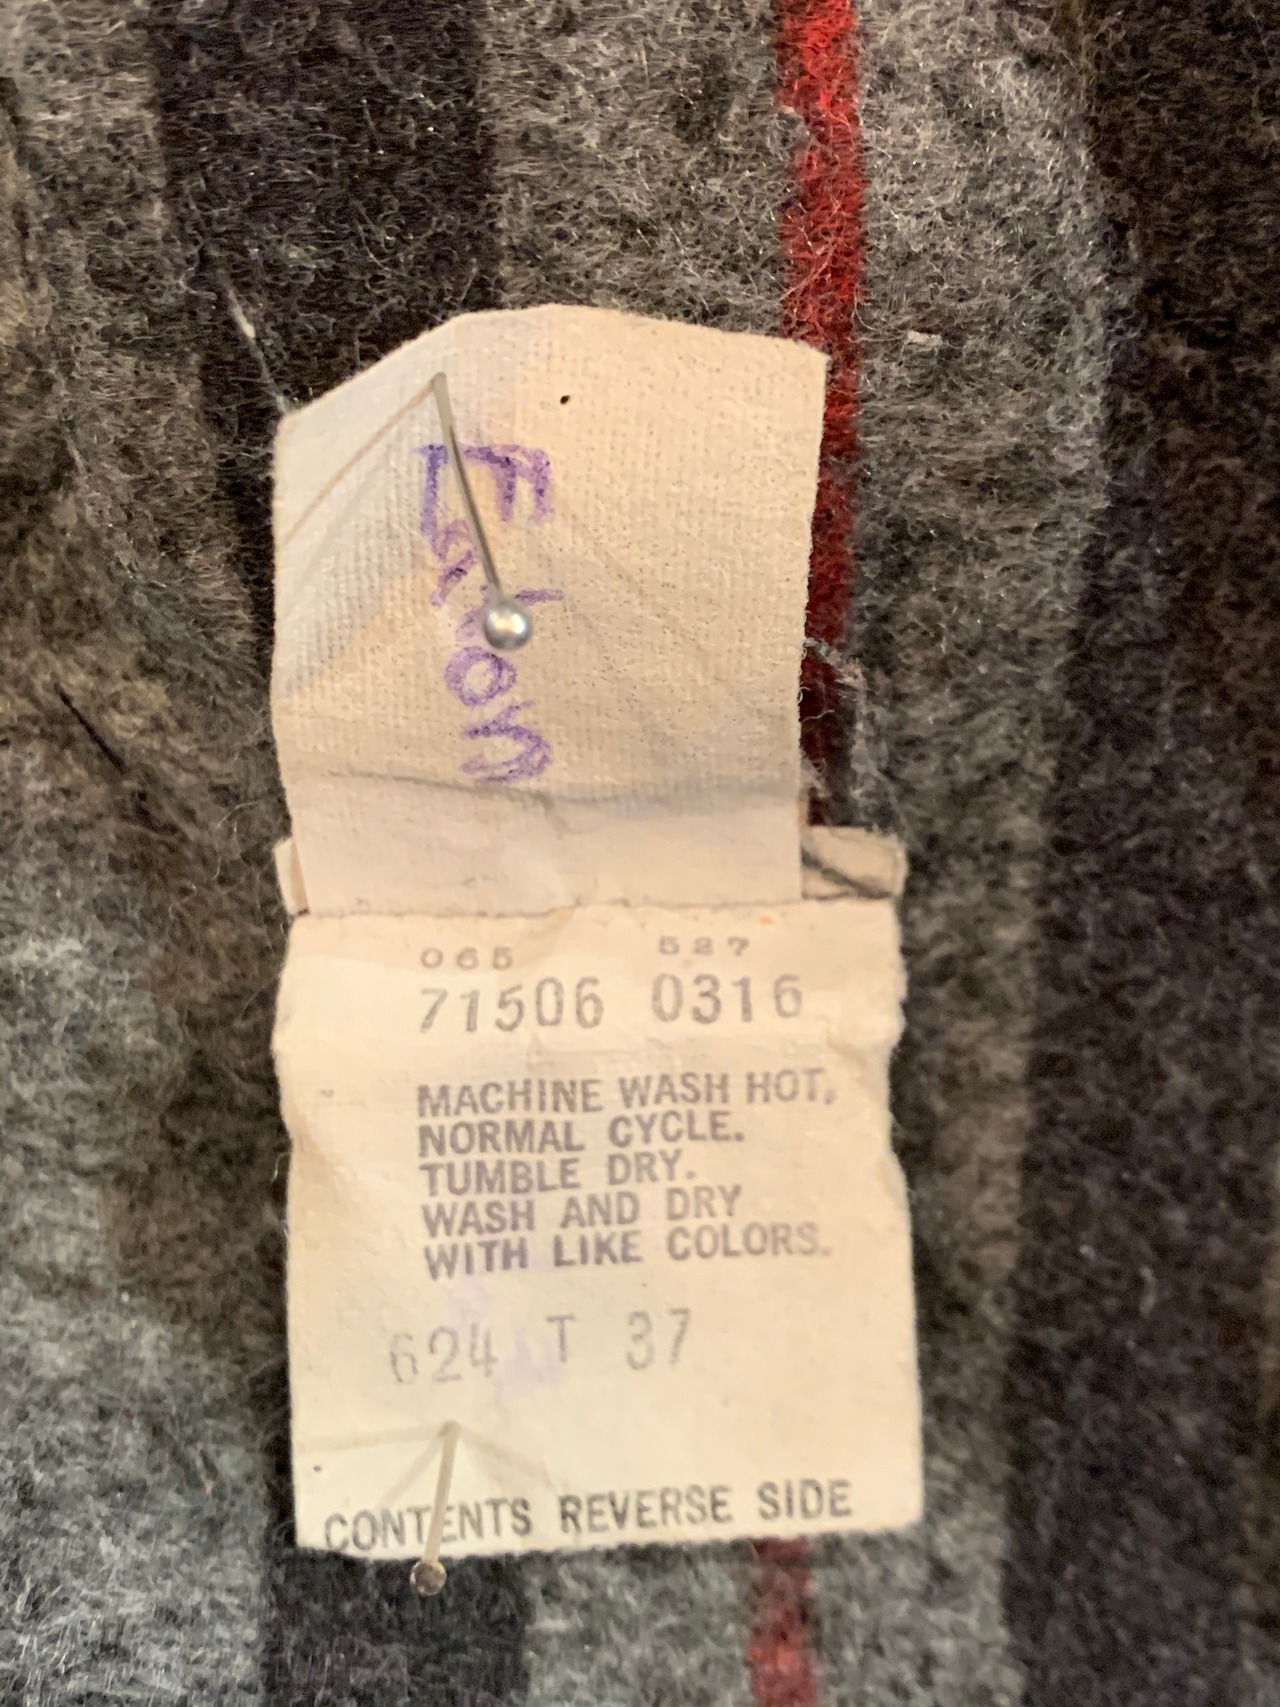 Eaton
065 527
71506 0316
MACHINE WASH HOT,
NORMAL CYCLE.
TUMBLE DRY.
WASH AND DRY
WITH LIKE COLORS.
624 T 37
CONTENTS REVERSE SIDE